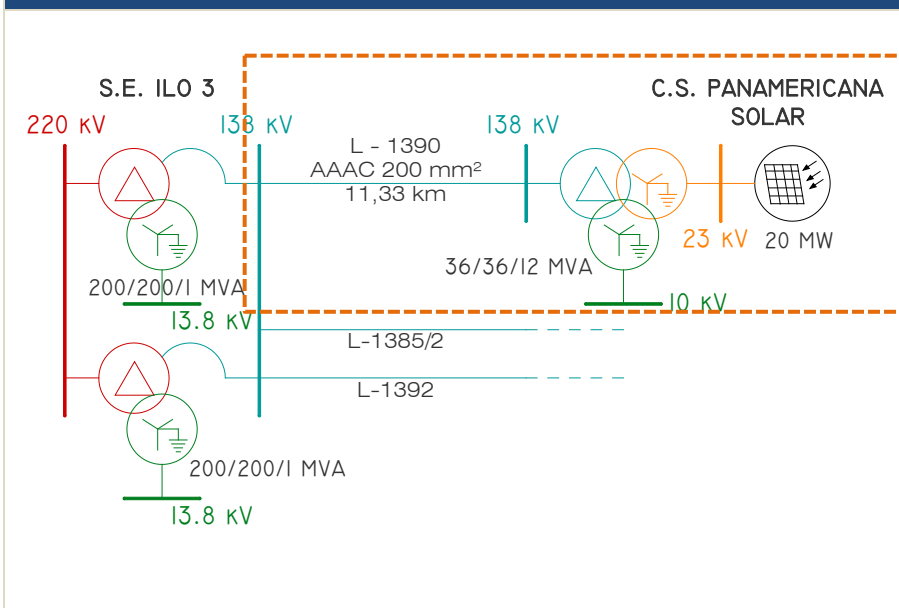 S.E. ILO 3
C.S. PANAMERICANA
SOLAR
220 kV
138 kV
138 kV
L - 1390
AAAC 200 mm²
11,33 km
23 kV
20 MW
36/36/12 MVA
200/200/1 MVA
10 kV
13.8 kV
L-1385/2
L-1392
200/200/1 MVA
13.8 kV